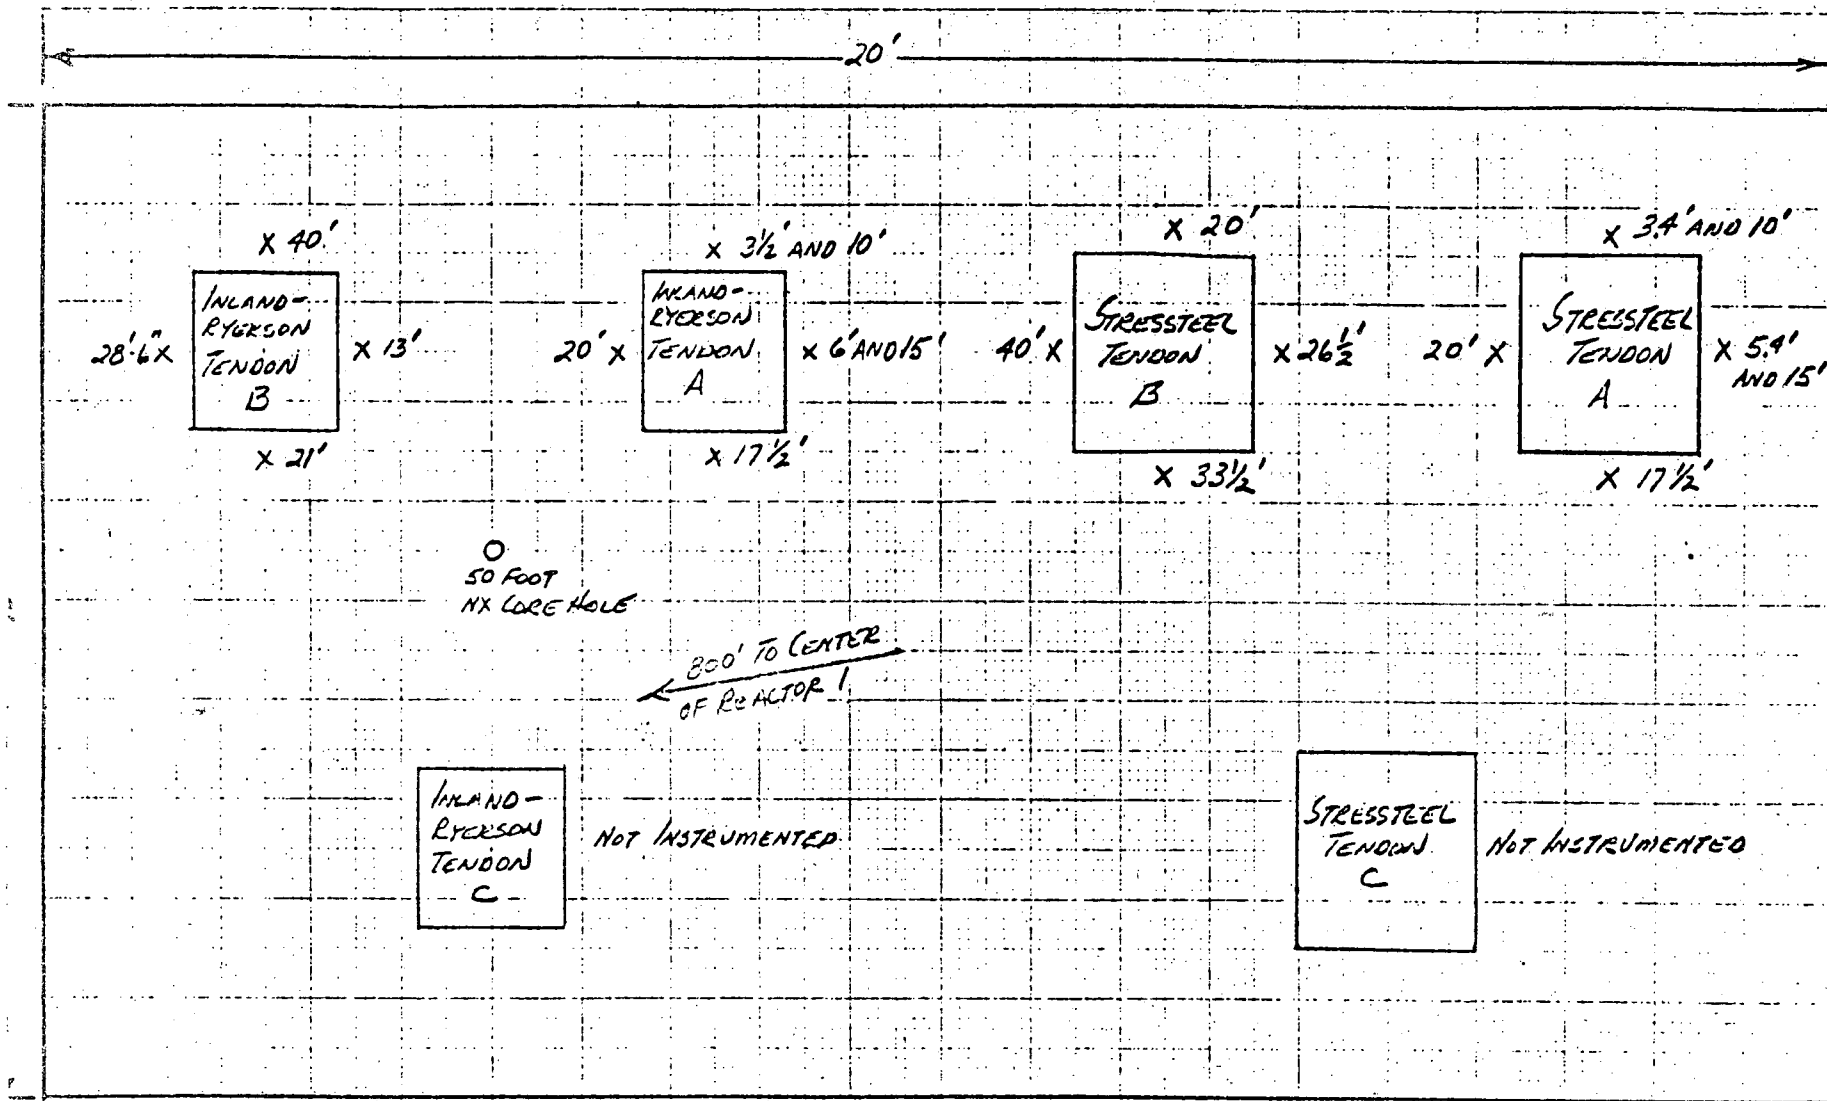 20'
X 40'
X 3½' AND 10'
X 20'
X 3.4' AND 10'
28'-6" X
INLAND-
RYERSON
TENDON
B
X 13'
20' X
INLAND-
RYERSON
TENDON
A
X 6' AND 15'
40' X
STRESSTEEL
TENDON
B
X 26½'
20' X
STRESSTEEL
TENDON
A
X 5.4'
AND 15'
X 21'
X 17½'
X 33½'
X 17½'
50 FOOT
NX CORE HOLE
800' TO CENTER
OF REACTOR 1
INLAND-
RYERSON
TENDON
C
NOT INSTRUMENTED
STRESSTEEL
TENDON
C
NOT INSTRUMENTED